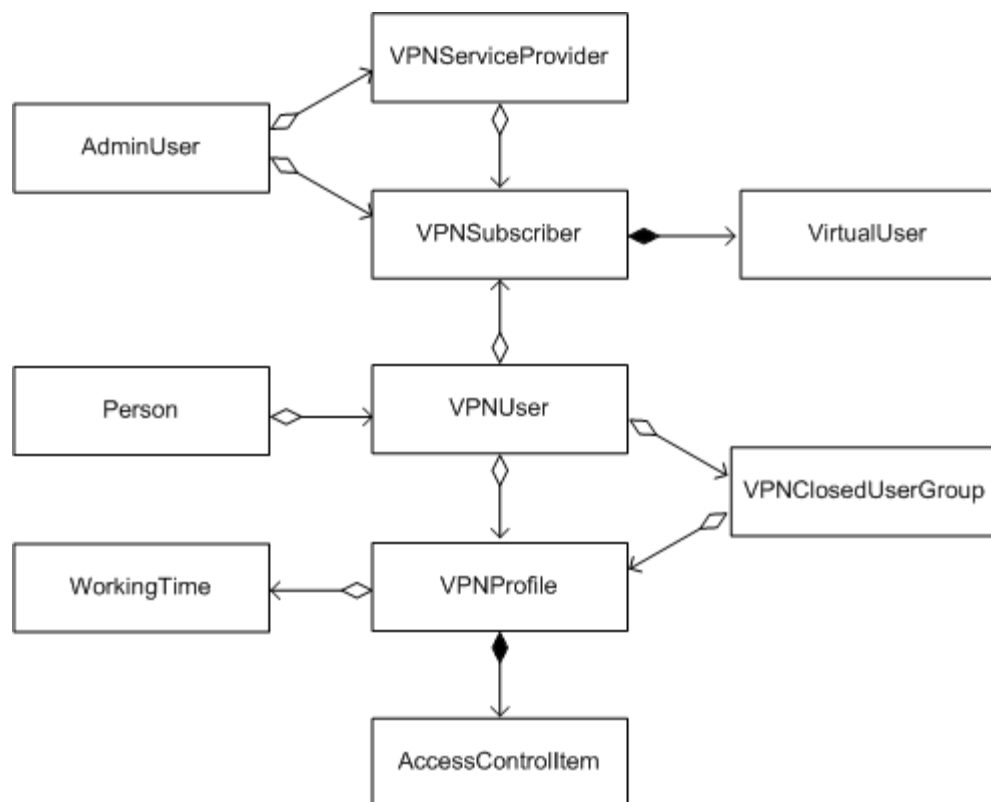 VPNServiceProvider
AdminUser
VPNSubscriber
VirtualUser
Person
VPNUser
VPNClosedUserGroup
WorkingTime
VPNProfile
AccessControlItem